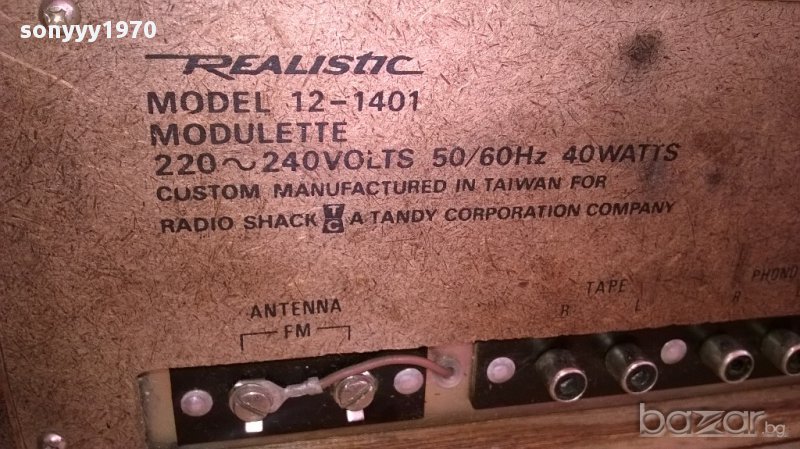 sonyyy1970
REALISTIC
MODEL 12-1401
MODULETTE
220~240VOLTS 50/60Hz 40WATTS
CUSTOM MANUFACTURED IN TAIWAN FOR
RADIO SHACK TC A TANDY CORPORATION COMPANY
ANTENNA
FM
TAPE
R L
PHONO
R
bazar.bg